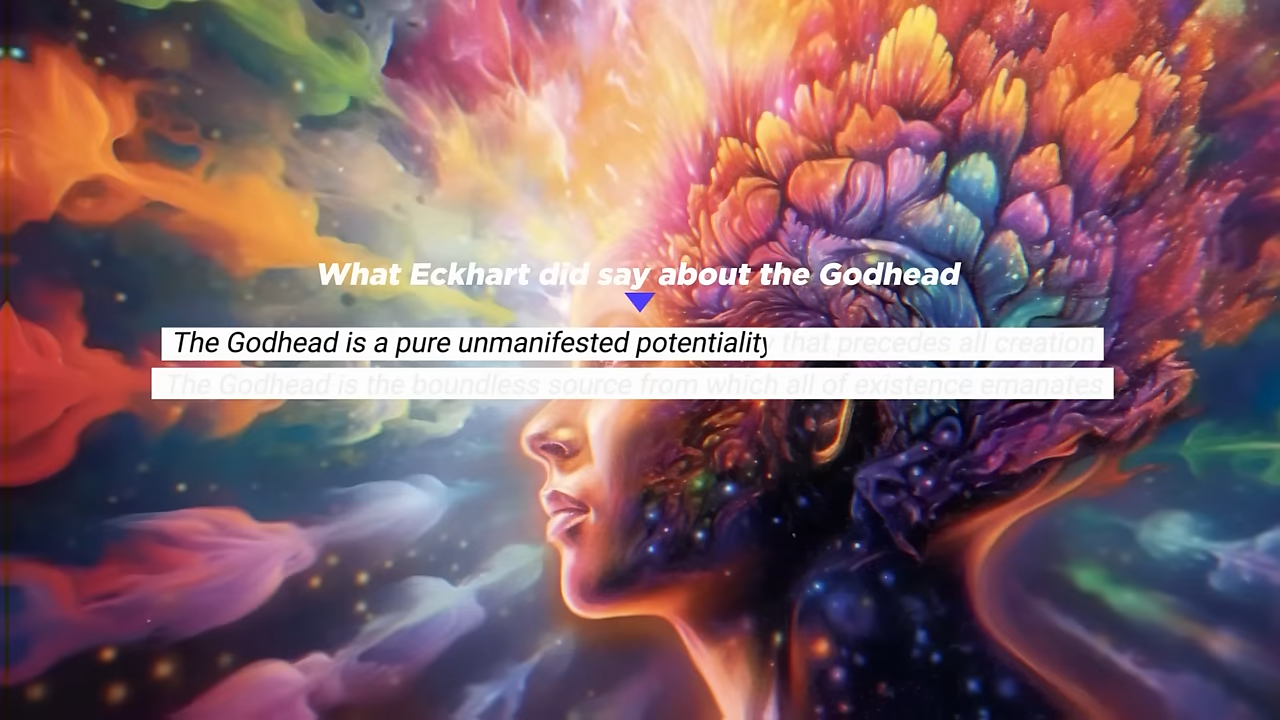 What Eckhart did say about the Godhead
The Godhead is a pure unmanifested potentiality that precedes all creation
The Godhead is the boundless source from which all of existence emanates